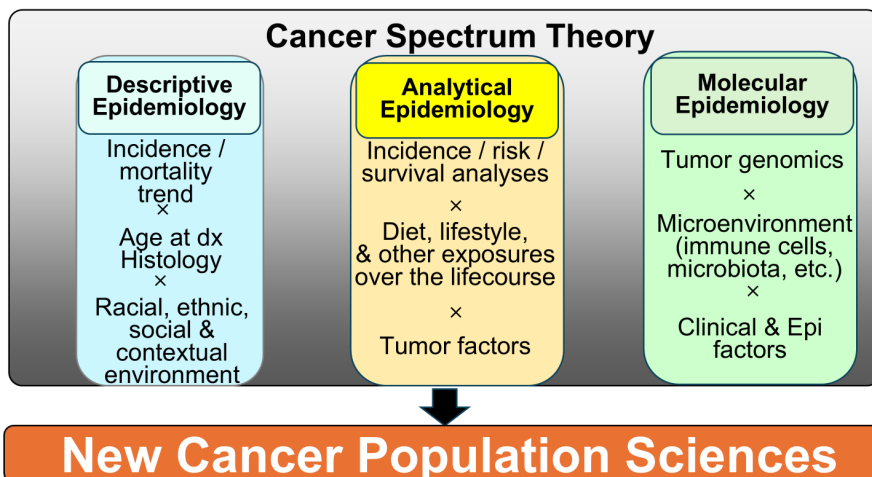 Cancer Spectrum Theory
Descriptive
Epidemiology
Incidence /
mortality
trend
×
Age at dx
Histology
×
Racial, ethnic,
social &
contextual
environment
Analytical
Epidemiology
Incidence / risk /
survival analyses
×
Diet, lifestyle,
& other exposures
over the lifecourse
×
Tumor factors
Molecular
Epidemiology
Tumor genomics
×
Microenvironment
(immune cells,
microbiota, etc.)
×
Clinical & Epi
factors
New Cancer Population Sciences